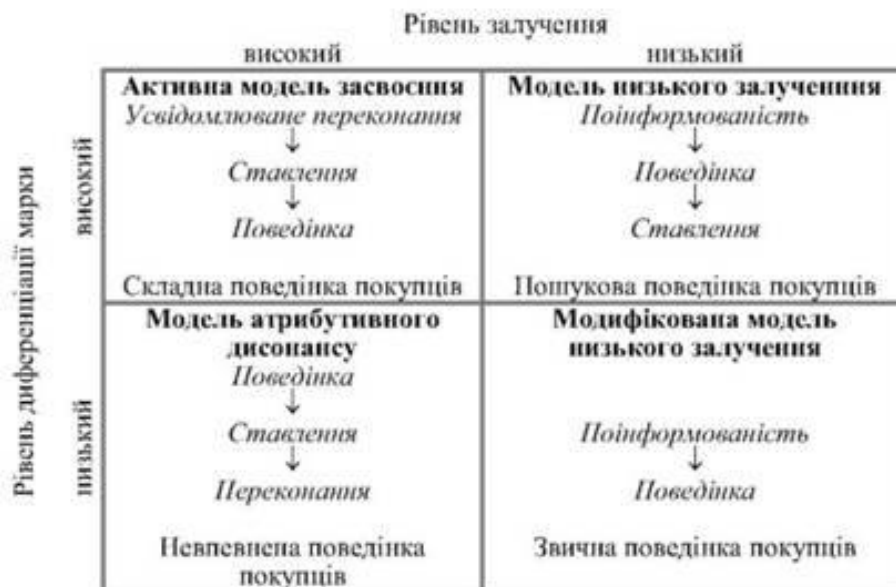 Рівень залучення
високий
низький
Рівень диференціації марки
високий
Активна модель засвоєння
Усвідомлюване переконання
↓
Ставлення
↓
Поведінка
Складна поведінка покупців
Модель низького залученння
Поінформованість
↓
Поведінка
↓
Ставлення
Пошукова поведінка покупців
низький
Модель атрибутивного
дисонансу
Поведінка
↓
Ставлення
↓
Переконання
Невпевнена поведінка
покупців
Модифікована модель
низького залучення
Поінформованість
↓
Поведінка
Звична поведінка покупців